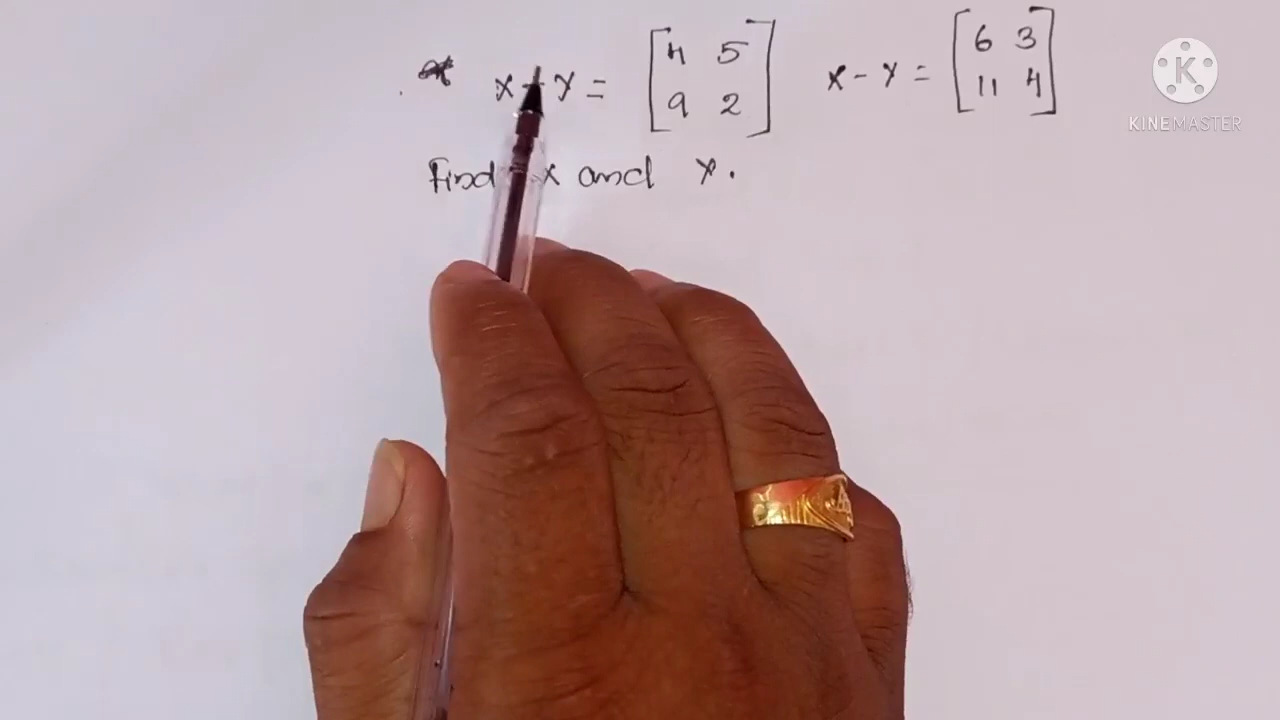 x + y = [4 5 9 2] x - y = [6 3 11 4]
Find x and y.
K
KINEMASTER